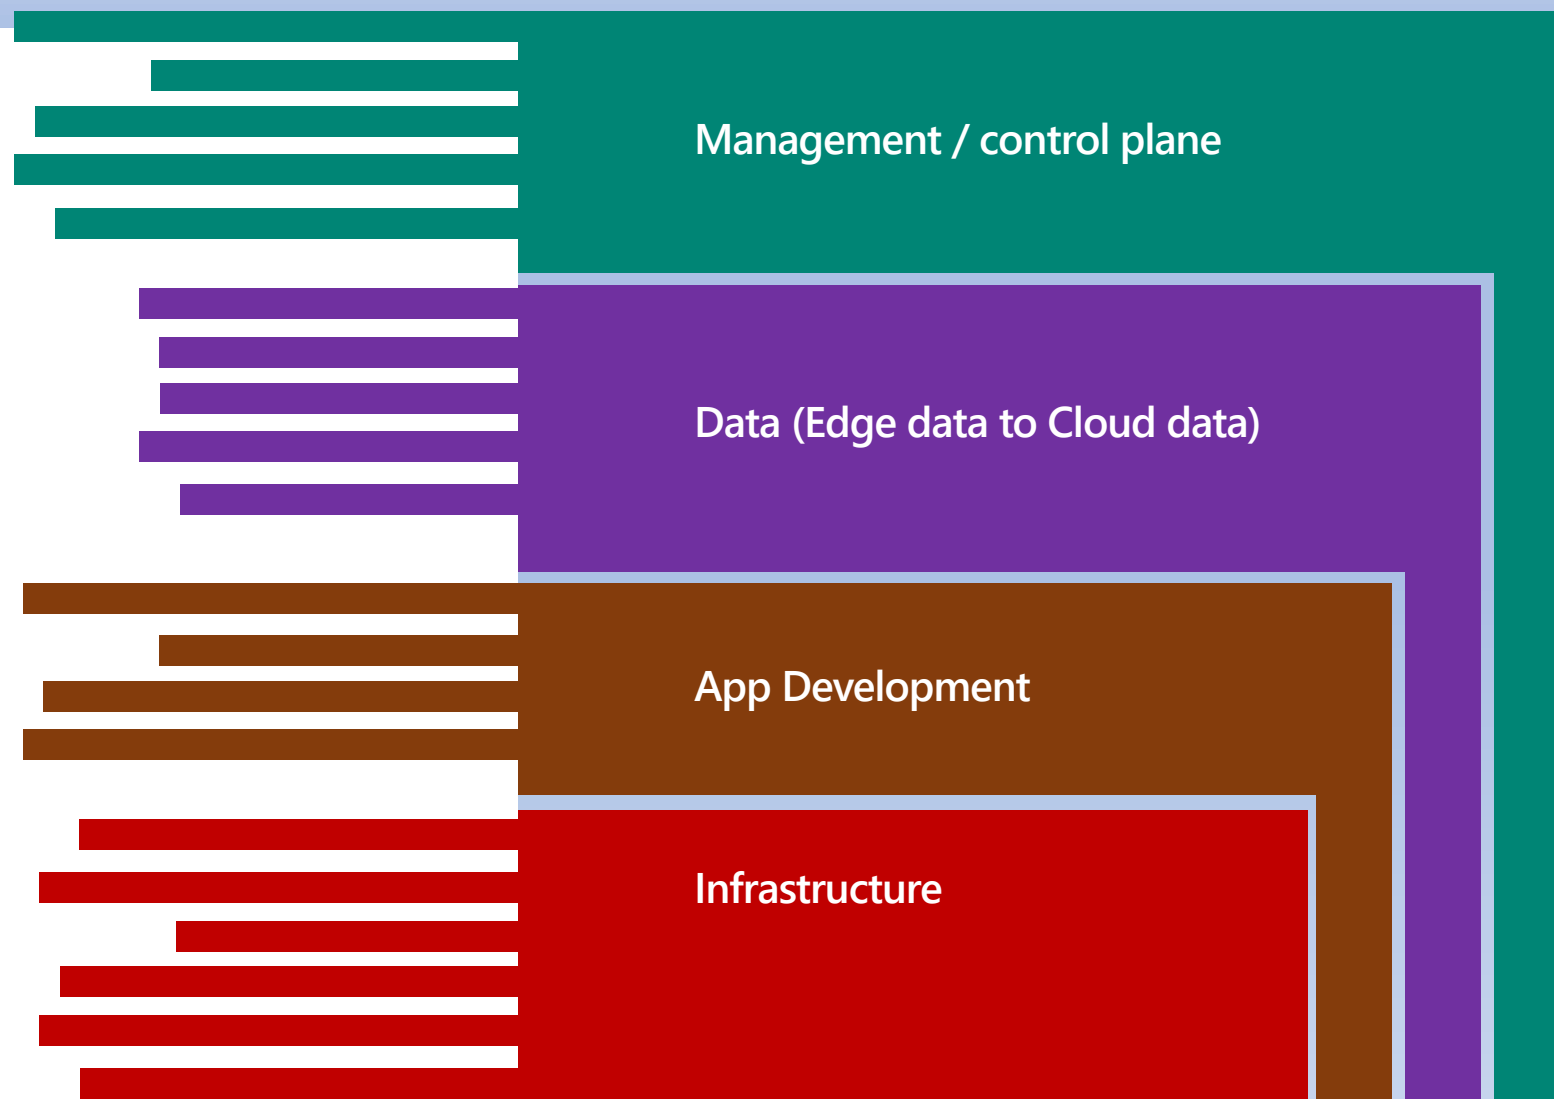 Management / control plane
Data (Edge data to Cloud data)
App Development
Infrastructure